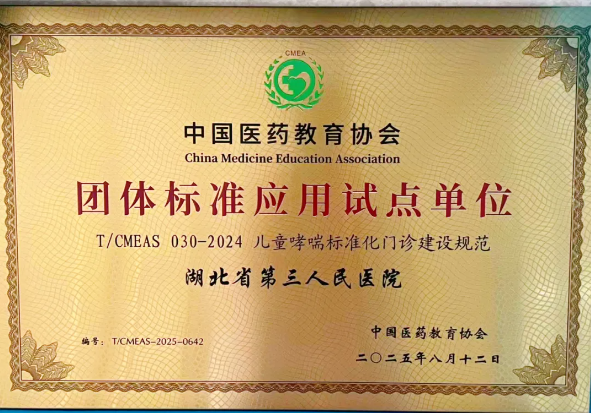 CMEA
中国医药教育协会
China Medicine Education Association
团体标准应用试点单位
T/CMEAS 030-2024 儿童哮喘标准化门诊建设规范
湖北省第三人民医院
编号： T/CMEAS-2025-0642
中国医药教育协会
二〇二五年八月十二日